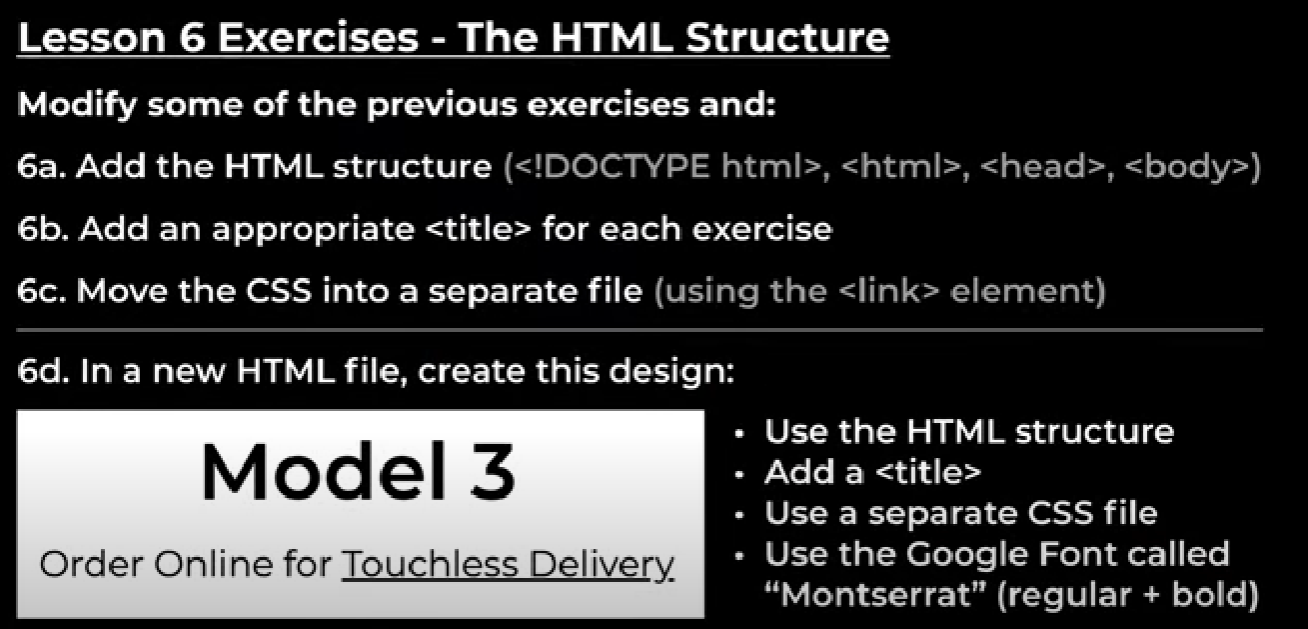 Lesson 6 Exercises - The HTML Structure
Modify some of the previous exercises and:
6a. Add the HTML structure (<!DOCTYPE html>, <html>, <head>, <body>)
6b. Add an appropriate <title> for each exercise
6c. Move the CSS into a separate file (using the <link> element)
6d. In a new HTML file, create this design:
Model 3
Order Online for Touchless Delivery
• Use the HTML structure
• Add a <title>
• Use a separate CSS file
• Use the Google Font called
“Montserrat” (regular + bold)